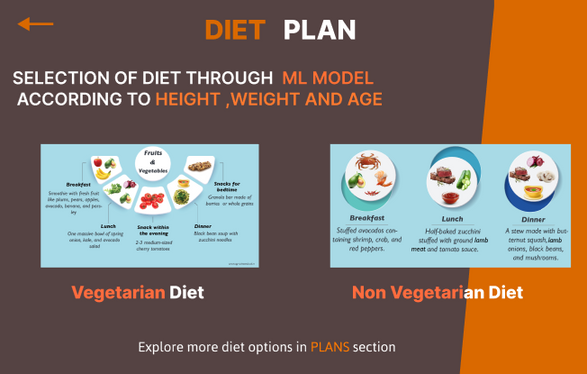 DIET PLAN
SELECTION OF DIET THROUGH ML MODEL
ACCORDING TO HEIGHT ,WEIGHT AND AGE
Fruits
&
Vegetables
Breakfast
Smoothie with fresh fruit
like plums, pears, apples,
avocado, banana, and
Lunch
One massive bowl of spring
onion, kale, and avocado
salad
Snack within
the evening
2-3 medium-sized
cherry tomatoes
Dinner
Black bean soup with
zucchini noodles
Snacks for
bedtime
Granola bar made of
berries or whole grains
Breakfast
Stuffed avocados con-
taining shrimp, crab, and
red peppers.
Lunch
Half-baked zucchini
stuffed with ground lamb
meat and tomato sauce.
Dinner
A stew made with but-
ternut squash, lamb
onions, black beans,
and mushrooms.
Vegetarian Diet
Non Vegetarian Diet
Explore more diet options in PLANS section